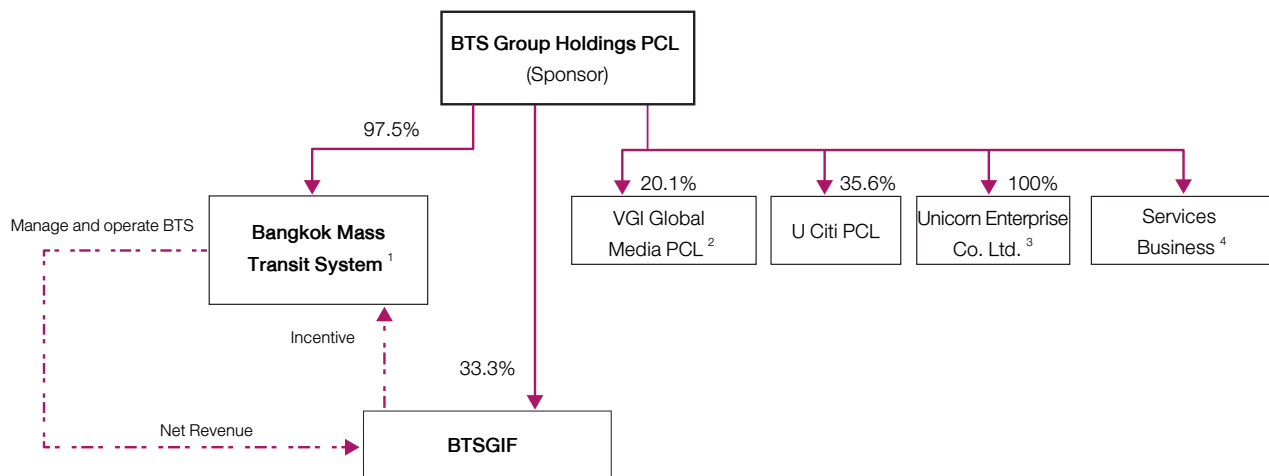 BTS Group Holdings PCL
(Sponsor)
97.5%
20.1%
35.6%
100%
Manage and operate BTS
Bangkok Mass
Transit System 1
VGI Global
Media PCL 2
U Citi PCL
Unicorn Enterprise
Co. Ltd. 3
Services
Business 4
Incentive
33.3%
Net Revenue
BTSGIF